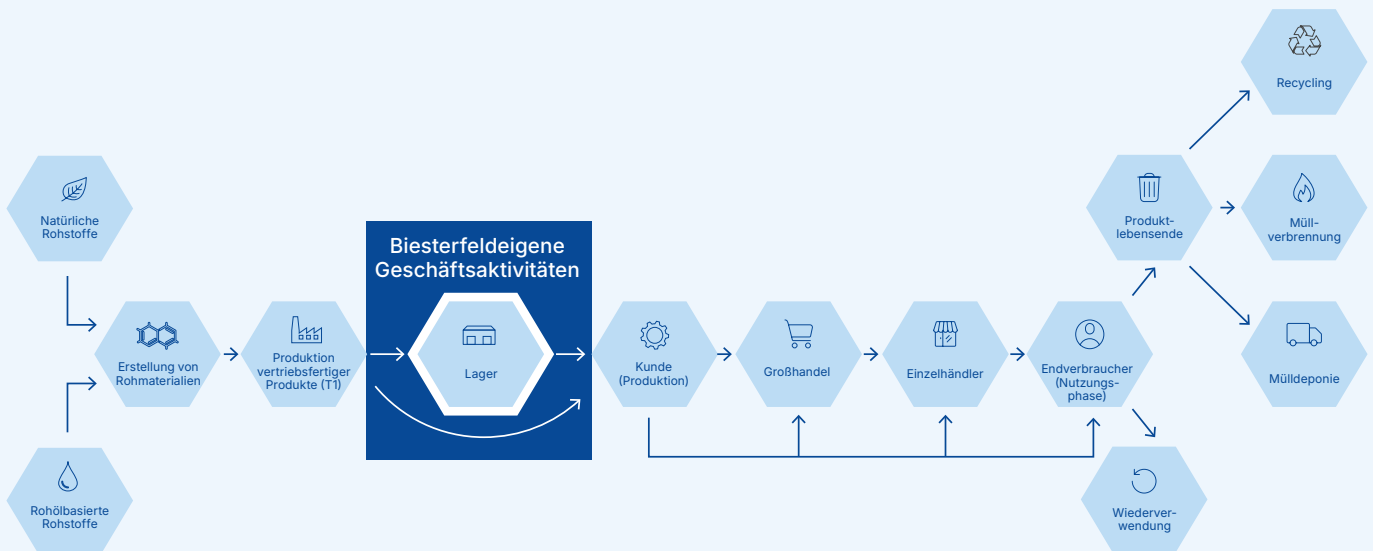 Natürliche
Rohstoffe
Rohölbasierte
Rohstoffe
Erstellung von
Rohmaterialien
Produktion
vertriebsfertiger
Produkte (T1)
Biesterfeldeigene
Geschäftsaktivitäten
Lager
Kunde
(Produktion)
Großhandel
Einzelhändler
Endverbraucher
(Nutzungs-
phase)
Wiederver-
wendung
Produkt-
lebensende
Recycling
Müll-
verbrennung
Mülldeponie